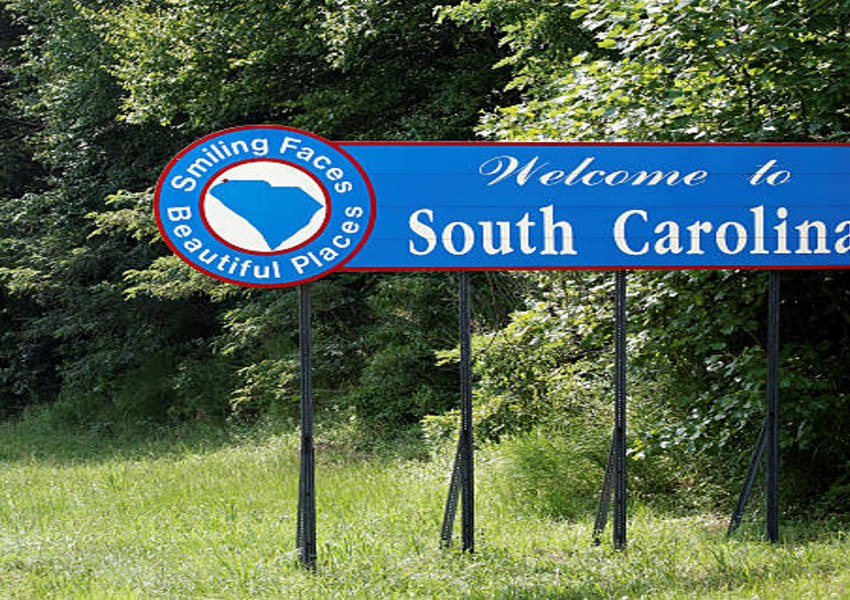 Smiling Faces
Beautiful Places
Welcome to
South Carolina